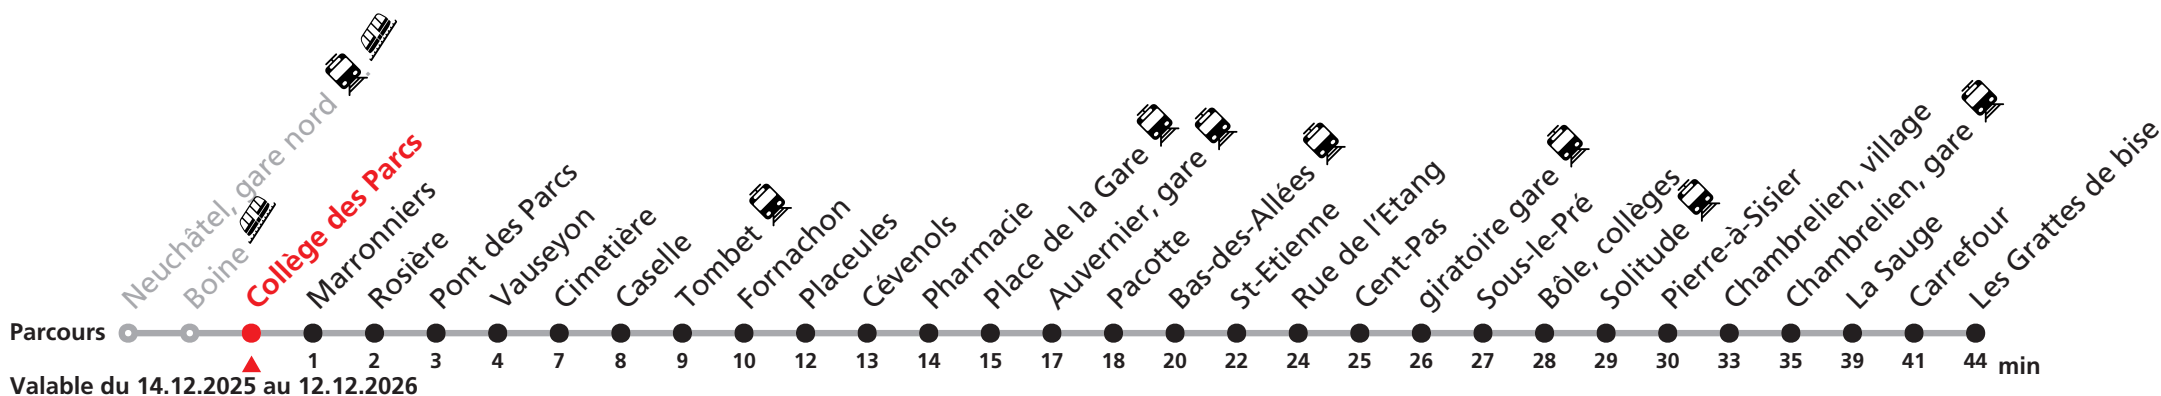 Neuchâtel, gare nord
Boine
Collège des Parcs
Marronniers
Rosière
Pont des Parcs
Vauseyon
Cimetière
Caselle
Tombet
Fornachon
Placeules
Cévenols
Pharmacie
Place de la Gare
Auvernier, gare
Pacotte
Bas-des-Allées
St-Etienne
Rue de l'Etang
Cent-Pas
giratoire gare
Sous-le-Pré
Bôle, collèges
Solitude
Pierre-à-Sisier
Chambrelien, village
Chambrelien, gare
La Sauge
Carrefour
Les Grattes de bise
Parcours
1 2 3 4 7 8 9 10 12 13 14 15 17 18 20 22 24 25 26 27 28 29 30 33 35 39 41 44 min
Valable du 14.12.2025 au 12.12.2026